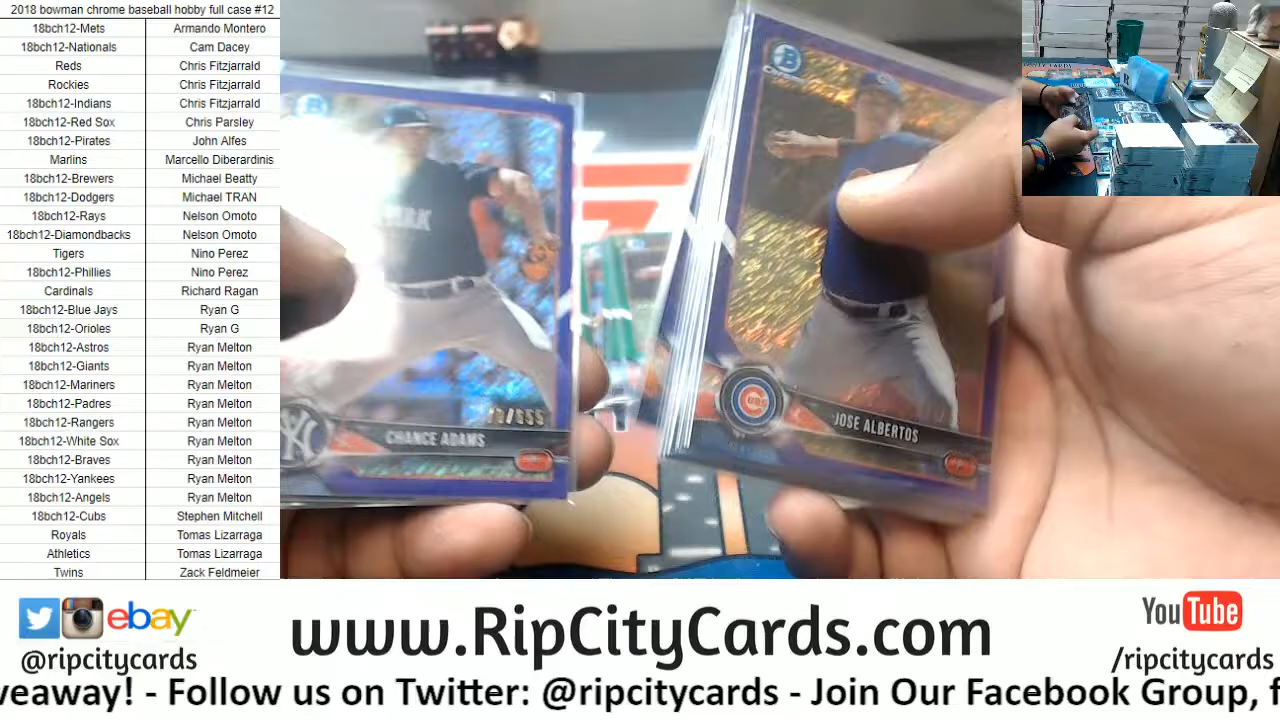 2018 bowman chrome baseball hobby full case #12
18bch12-Mets Armando Montero
18bch12-Nationals Cam Dacey
Reds Chris Fitzjarrald
Rockies Chris Fitzjarrald
18bch12-Indians Chris Fitzjarrald
18bch12-Red Sox Chris Parsley
18bch12-Pirates John Alfes
Marlins Marcello Diberardinis
18bch12-Brewers Michael Beatty
18bch12-Dodgers Michael TRAN
18bch12-Rays Nelson Omoto
18bch12-Diamondbacks Nelson Omoto
Tigers Nino Perez
18bch12-Phillies Nino Perez
Cardinals Richard Ragan
18bch12-Blue Jays Ryan G
18bch12-Orioles Ryan G
18bch12-Astros Ryan Melton
18bch12-Giants Ryan Melton
18bch12-Mariners Ryan Melton
18bch12-Padres Ryan Melton
18bch12-Rangers Ryan Melton
18bch12-White Sox Ryan Melton
18bch12-Braves Ryan Melton
18bch12-Yankees Ryan Melton
18bch12-Angels Ryan Melton
18bch12-Cubs Stephen Mitchell
Royals Tomas Lizarraga
Athletics Tomas Lizarraga
Twins Zack Feldmeier
CHANCE ADAMS
B
CUBS
JOSE ALBERTOS
ebay
@ripcitycards
www.RipCityCards.com
YouTube
/ripcitycards
veaway! - Follow us on Twitter: @ripcitycards - Join Our Facebook Group, f